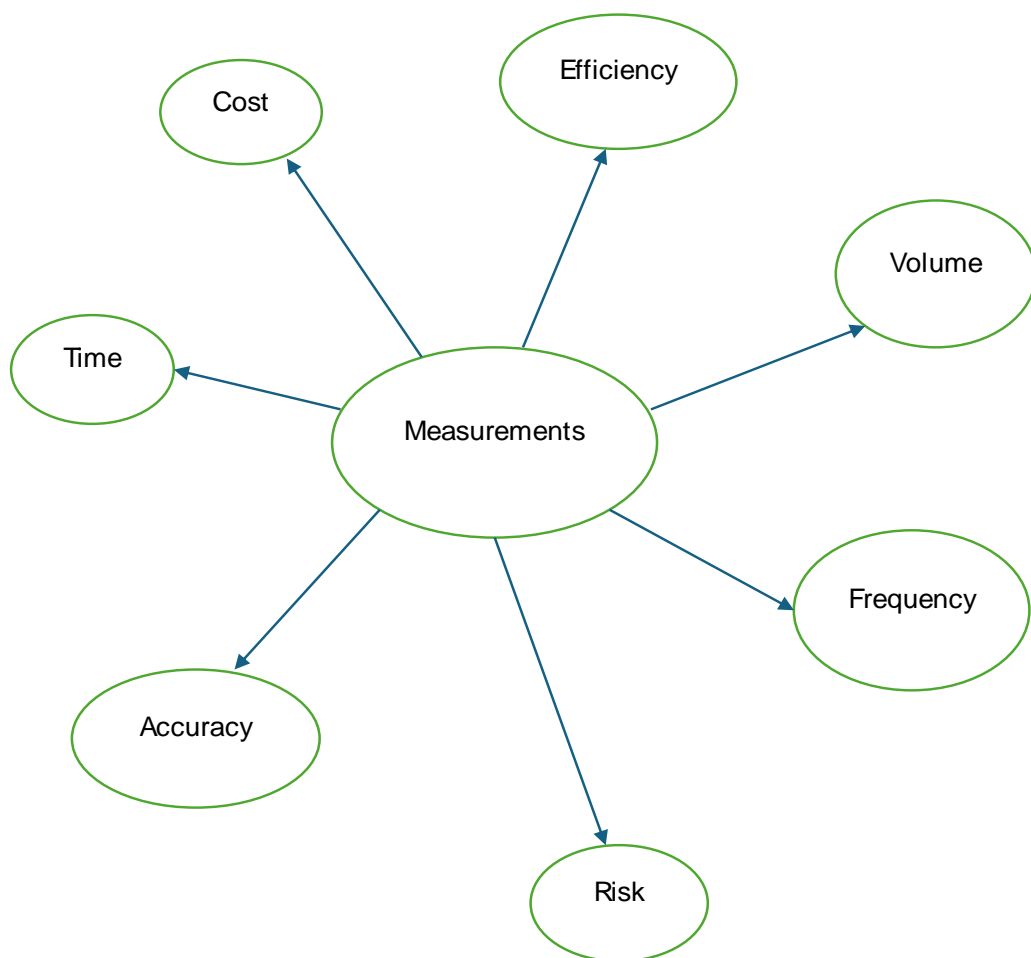 Efficiency
Cost
Volume
Time
Measurements
Frequency
Accuracy
Risk